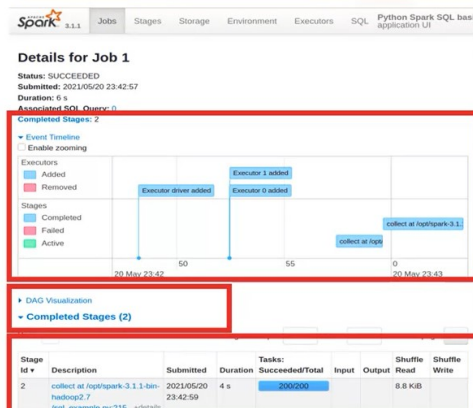 APACHE
Spark 3.1.1 Jobs Stages Storage Environment Executors SQL Python Spark SQL bas
application UI
Details for Job 1
Status: SUCCEEDED
Submitted: 2021/05/20 23:42:57
Duration: 6 s
Associated SQL Query: 0
Completed Stages: 2
Event Timeline
Enable zooming
Executors
Added
Removed
Executor driver added
Executor 1 added
Executor 0 added
Stages
Completed
Failed
Active
collect at /opt/spark-3.1.
collect at /opt/
50 55 0
20 May 23:42 20 May 23:43
DAG Visualization
Completed Stages (2)
Stage Id Description Submitted Duration Tasks: Succeeded/Total Input Output Shuffle Read Shuffle Write
2 collect at /opt/spark-3.1.1-bin- 2021/05/20 4 s 200/200 8.8 KiB
hadoop2.7 23:42:59
/sql_example.py:215 +details